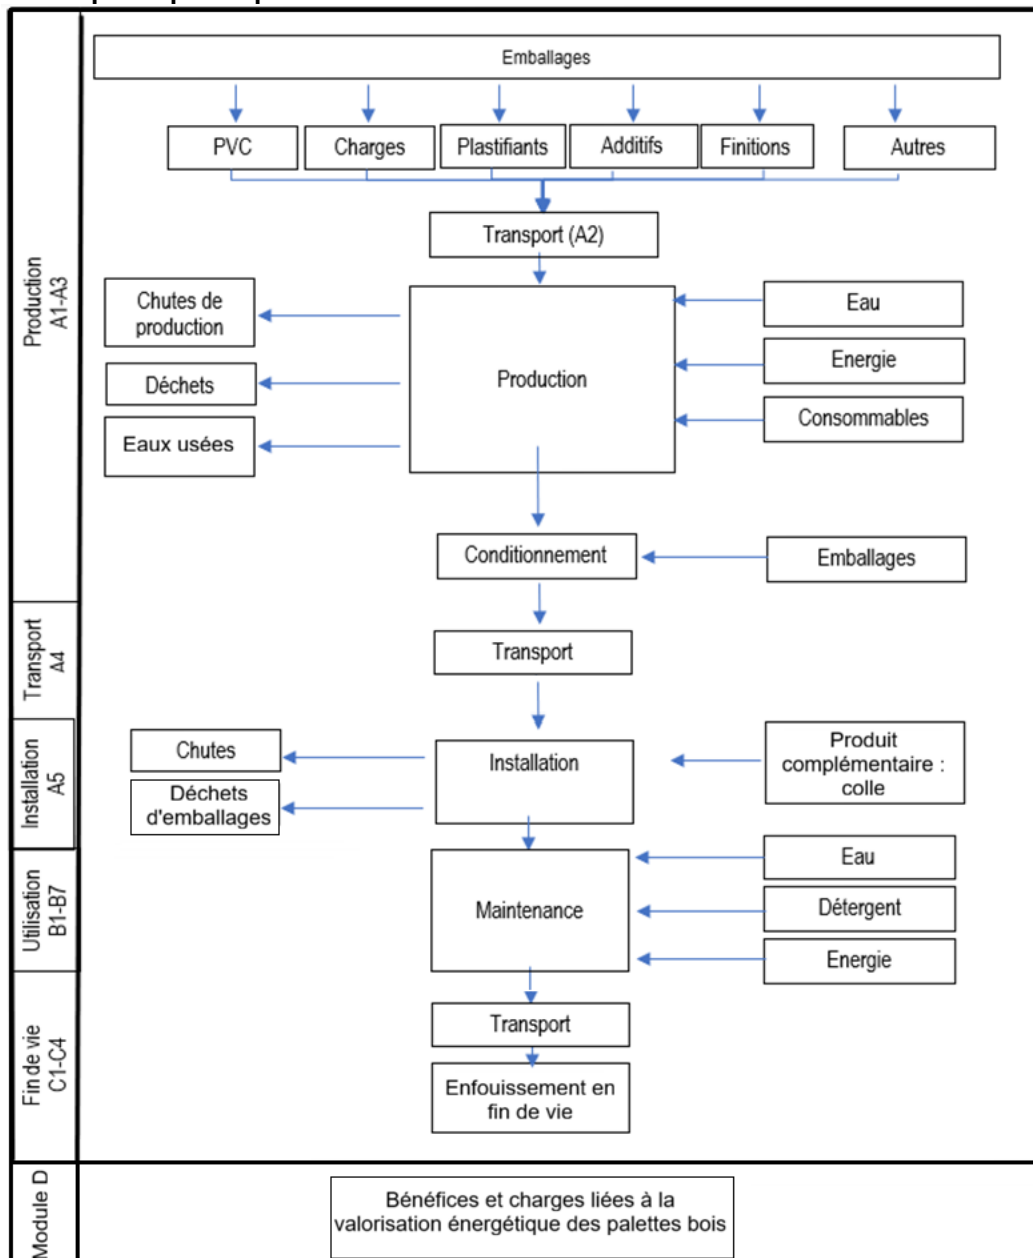 Emballages
PVC
Charges
Plastifiants
Additifs
Finitions
Autres
Transport (A2)
Production
A1-A3
Chutes de
production
Déchets
Eaux usées
Production
Eau
Energie
Consommables
Conditionnement
Emballages
Transport
A4
Transport
Installation
A5
Chutes
Déchets
d'emballages
Installation
Produit
complémentaire :
colle
Utilisation
B1-B7
Maintenance
Eau
Détergent
Energie
Fin de vie
C1-C4
Transport
Enfouissement en
fin de vie
Module D
Bénéfices et charges liées à la
valorisation énergétique des palettes bois